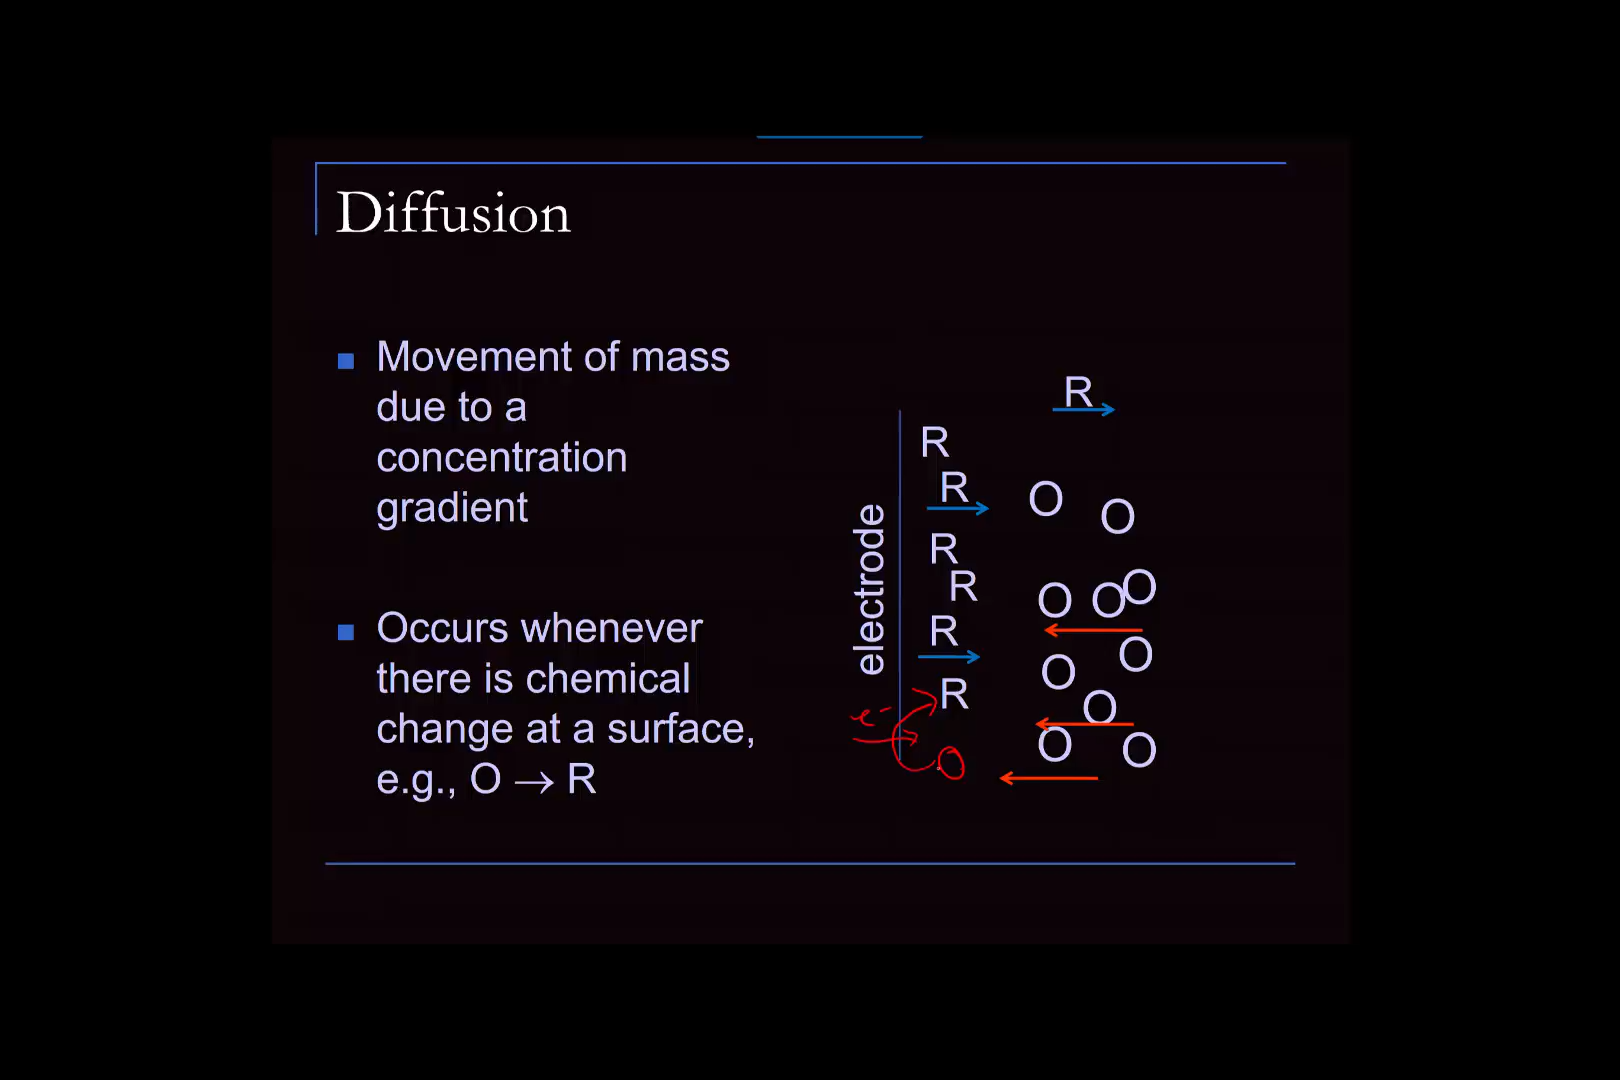 Diffusion
Movement of mass
due to a
concentration
gradient
Occurs whenever
there is chemical
change at a surface,
e.g., O → R
electrode
R
R
R
O
O
R
R
O
O
O
R
O
O
R
O
e-
O
O
O